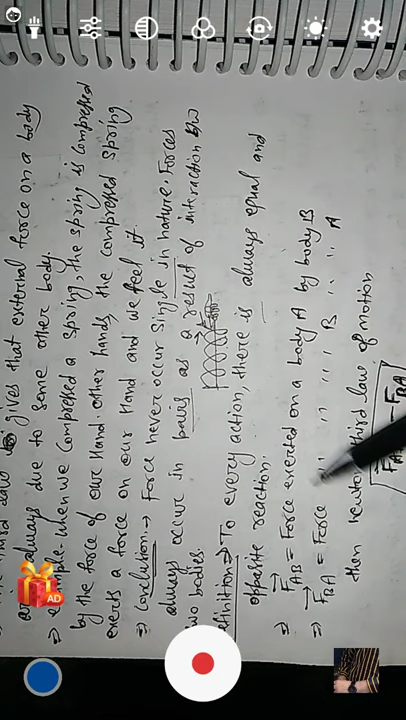 third law gives that external force on a body
always due to some other body.
⇒ example. when we compressed a spring, the spring is compressed
by the force of our Hand other hands, the compressed spring
exerts a force on our Hand and we feel it.
⇒ Conclusion → Force never occur single in nature. Forces
always occur in pairs as a result of interaction b/w
two bodies
Definition ⇒ To every action, there is always equal and
opposite reaction.
⇒ F⃗AB = Force exerted on a body A by body B
⇒ F⃗BA = Force " " " " B " " " A
then third law of motion
FBA
AD